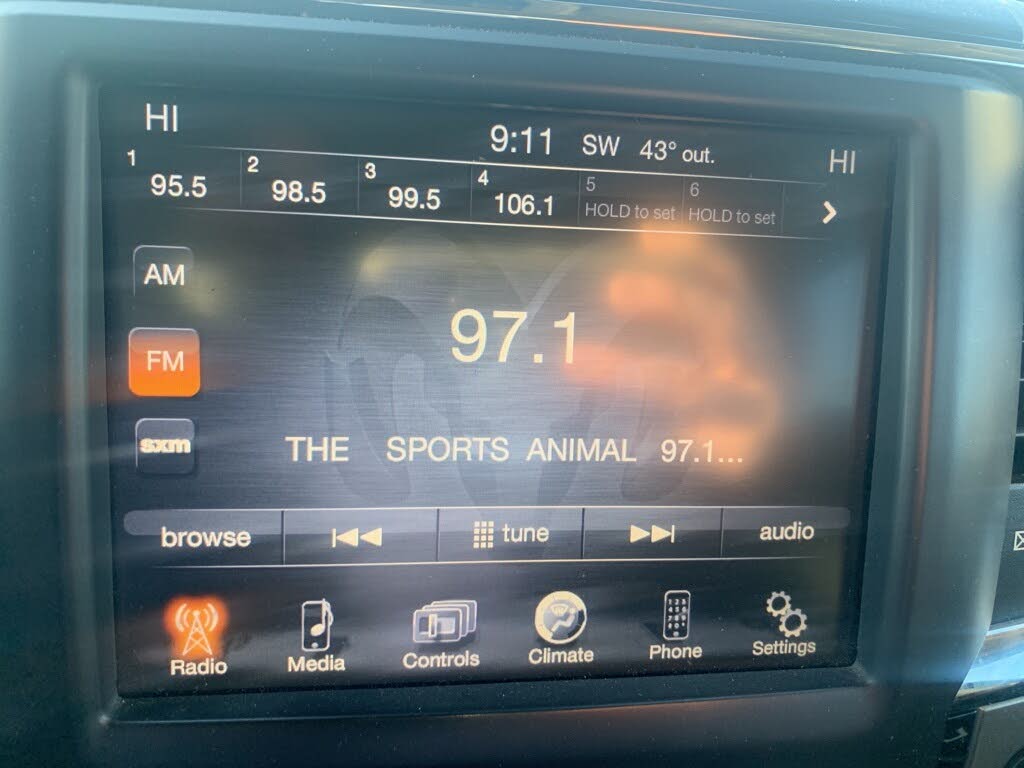 HI 9:11 SW 43° out. HI
1 95.5 2 98.5 3 99.5 4 106.1 5 HOLD to set 6 HOLD to set
AM
97.1
FM
sxm
THE SPORTS ANIMAL 97.1...
browse tune audio
Radio Media Controls Climate Phone Settings